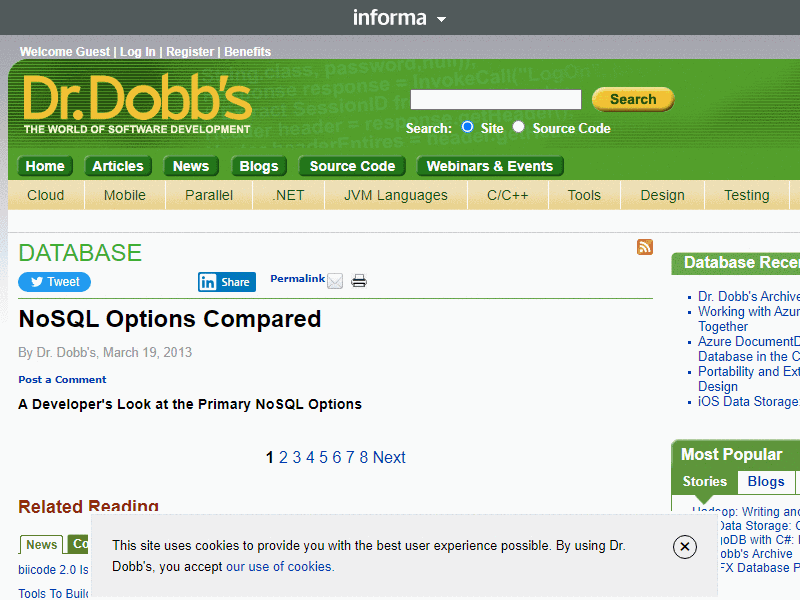 informa
Welcome Guest | Log In | Register | Benefits
Dr.Dobb's
THE WORLD OF SOFTWARE DEVELOPMENT
Search
Search: Site Source Code
Home Articles News Blogs Source Code Webinars & Events
Cloud Mobile Parallel .NET JVM Languages C/C++ Tools Design Testing
DATABASE
Tweet Share Permalink
NoSQL Options Compared
By Dr. Dobb's, March 19, 2013
Post a Comment
A Developer's Look at the Primary NoSQL Options
1 2 3 4 5 6 7 8 Next
Related Reading
News Co
biicode 2.0 Is
Tools To Build
Database Recen
Dr. Dobb's Archive
Working with Azur
Together
Azure DocumentD
Database in the C
Portability and Ext
Design
iOS Data Storage:
Most Popular
Stories Blogs
Hadoop: Writing and
Data Storage:
DB with C#:
obb's Archive
FX Database P
This site uses cookies to provide you with the best user experience possible. By using Dr.
Dobb's, you accept our use of cookies.